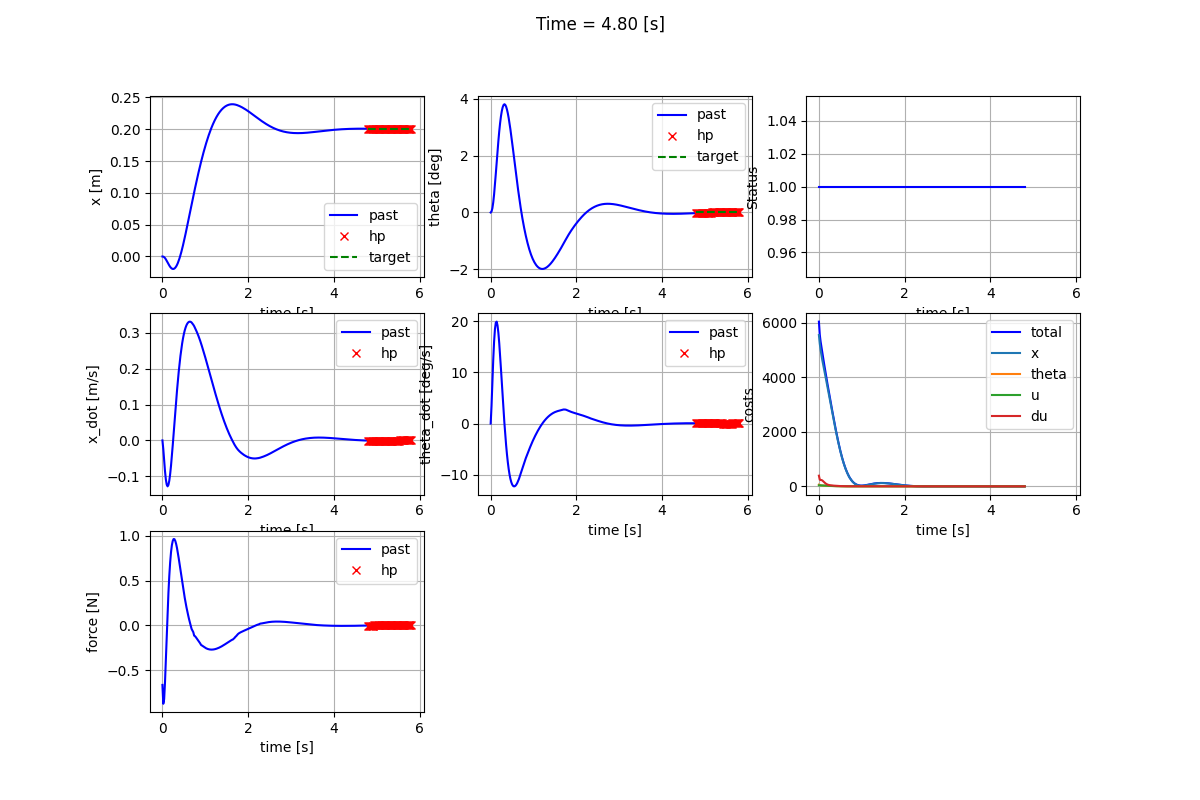 Time = 4.80 [s]
x [m]
0.25
0.20
0.15
0.10
0.05
0.00
past
hp
target
0 2 4 6
time [s]
theta [deg]
4
2
0
−2
past
hp
target
0 2 4 6
time [s]
Status
1.04
1.02
1.00
0.98
0.96
0 2 4 6
time [s]
x_dot [m/s]
0.3
0.2
0.1
0.0
−0.1
past
hp
0 2 4 6
time [s]
theta_dot [deg/s]
20
10
0
−10
past
hp
0 2 4 6
time [s]
costs
6000
4000
2000
0
total
x
theta
u
du
0 2 4 6
time [s]
force [N]
1.0
0.5
0.0
−0.5
past
hp
0 2 4 6
time [s]